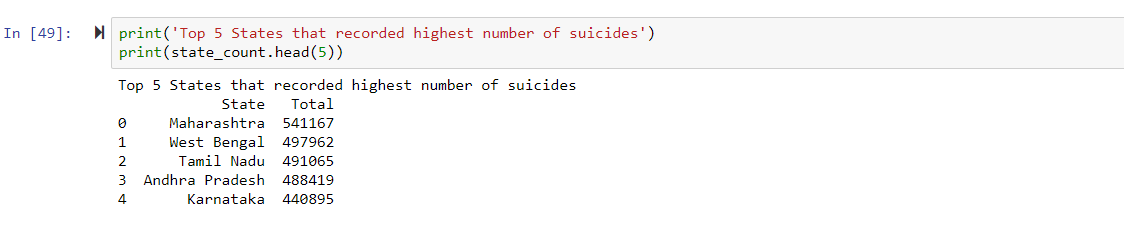 In [49]: print('Top 5 States that recorded highest number of suicides')
print(state_count.head(5))
Top 5 States that recorded highest number of suicides
State Total
0 Maharashtra 541167
1 West Bengal 497962
2 Tamil Nadu 491065
3 Andhra Pradesh 488419
4 Karnataka 440895